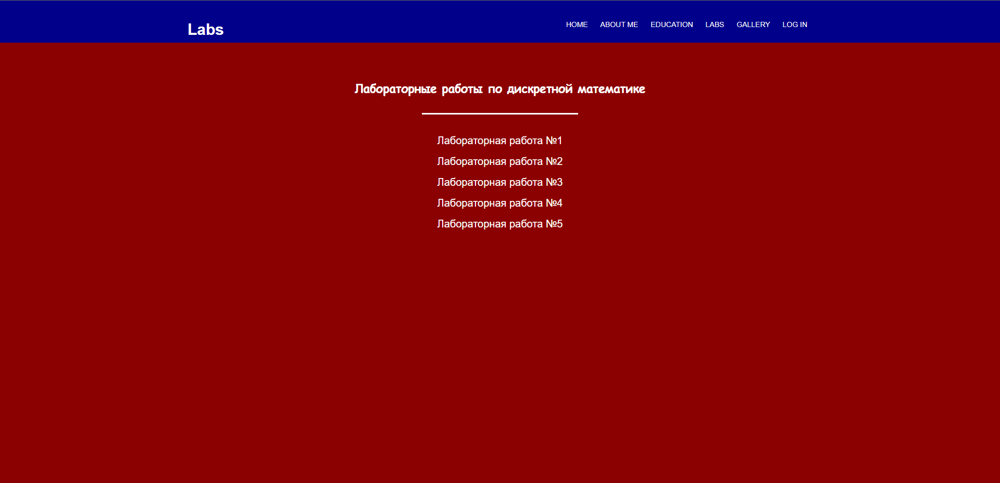 Labs
HOME ABOUT ME EDUCATION LABS GALLERY LOG IN
Лабораторные работы по дискретной математике
Лабораторная работа №1
Лабораторная работа №2
Лабораторная работа №3
Лабораторная работа №4
Лабораторная работа №5